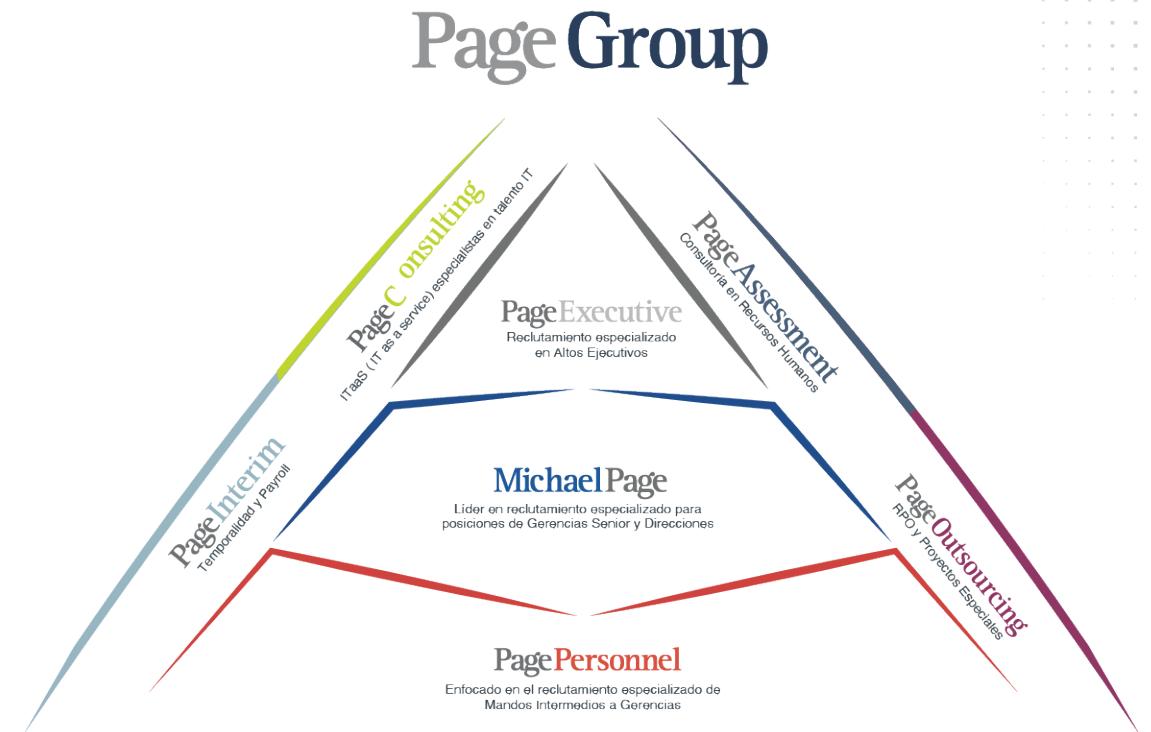 Page Group
PageConsulting
ITaaS ( IT as a service) especialistas en talento IT
PageAssessment
Consultoría en Recursos Humanos
PageExecutive
Reclutamiento especializado
en Altos Ejecutivos
PageInterim
Temporalidad y Payroll
MichaelPage
Líder en reclutamiento especializado para
posiciones de Gerencias Senior y Direcciones
PageOutsourcing
RPO y Proyectos Especiales
PagePersonnel
Enfocado en el reclutamiento especializado de
Mandos Intermedios a Gerencias